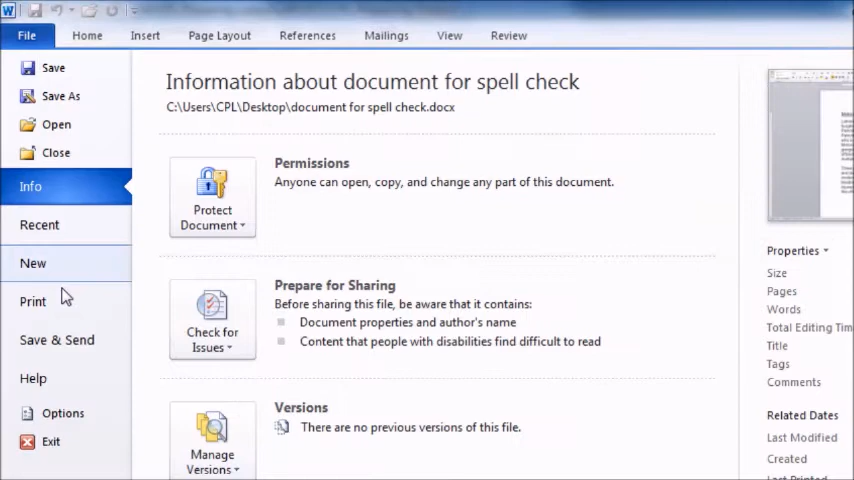 File Home Insert Page Layout References Mailings View Review
Save
Save As
Open
Close
Info
Recent
New
Print
Save & Send
Help
Options
Exit
Information about document for spell check
C:\Users\CPL\Desktop\document for spell check.docx
Protect
Document
Permissions
Anyone can open, copy, and change any part of this document.
Check for
Issues
Prepare for Sharing
Before sharing this file, be aware that it contains:
Document properties and author's name
Content that people with disabilities find difficult to read
Manage
Versions
Versions
There are no previous versions of this file.
Properties
Size
Pages
Words
Total Editing Tim
Title
Tags
Comments
Related Dates
Last Modified
Created
Last Printed